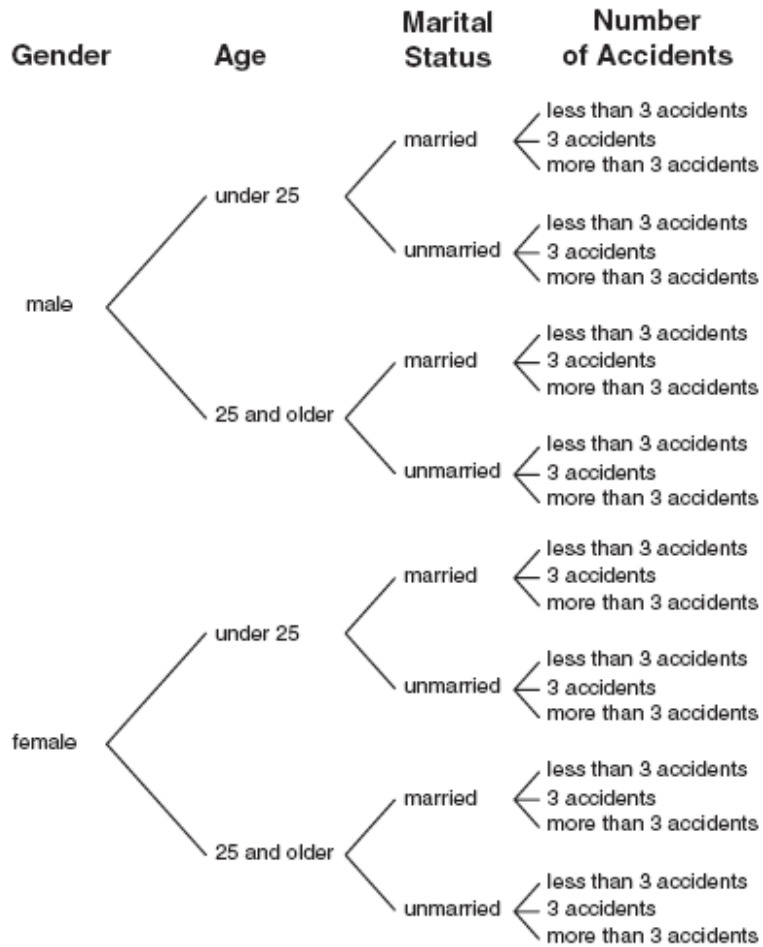 Gender Age Marital Status Number of Accidents
less than 3 accidents
married 3 accidents
more than 3 accidents
under 25
less than 3 accidents
unmarried 3 accidents
more than 3 accidents
male
less than 3 accidents
married 3 accidents
more than 3 accidents
25 and older
less than 3 accidents
unmarried 3 accidents
more than 3 accidents
less than 3 accidents
married 3 accidents
more than 3 accidents
under 25
less than 3 accidents
unmarried 3 accidents
more than 3 accidents
female
less than 3 accidents
married 3 accidents
more than 3 accidents
25 and older
less than 3 accidents
unmarried 3 accidents
more than 3 accidents